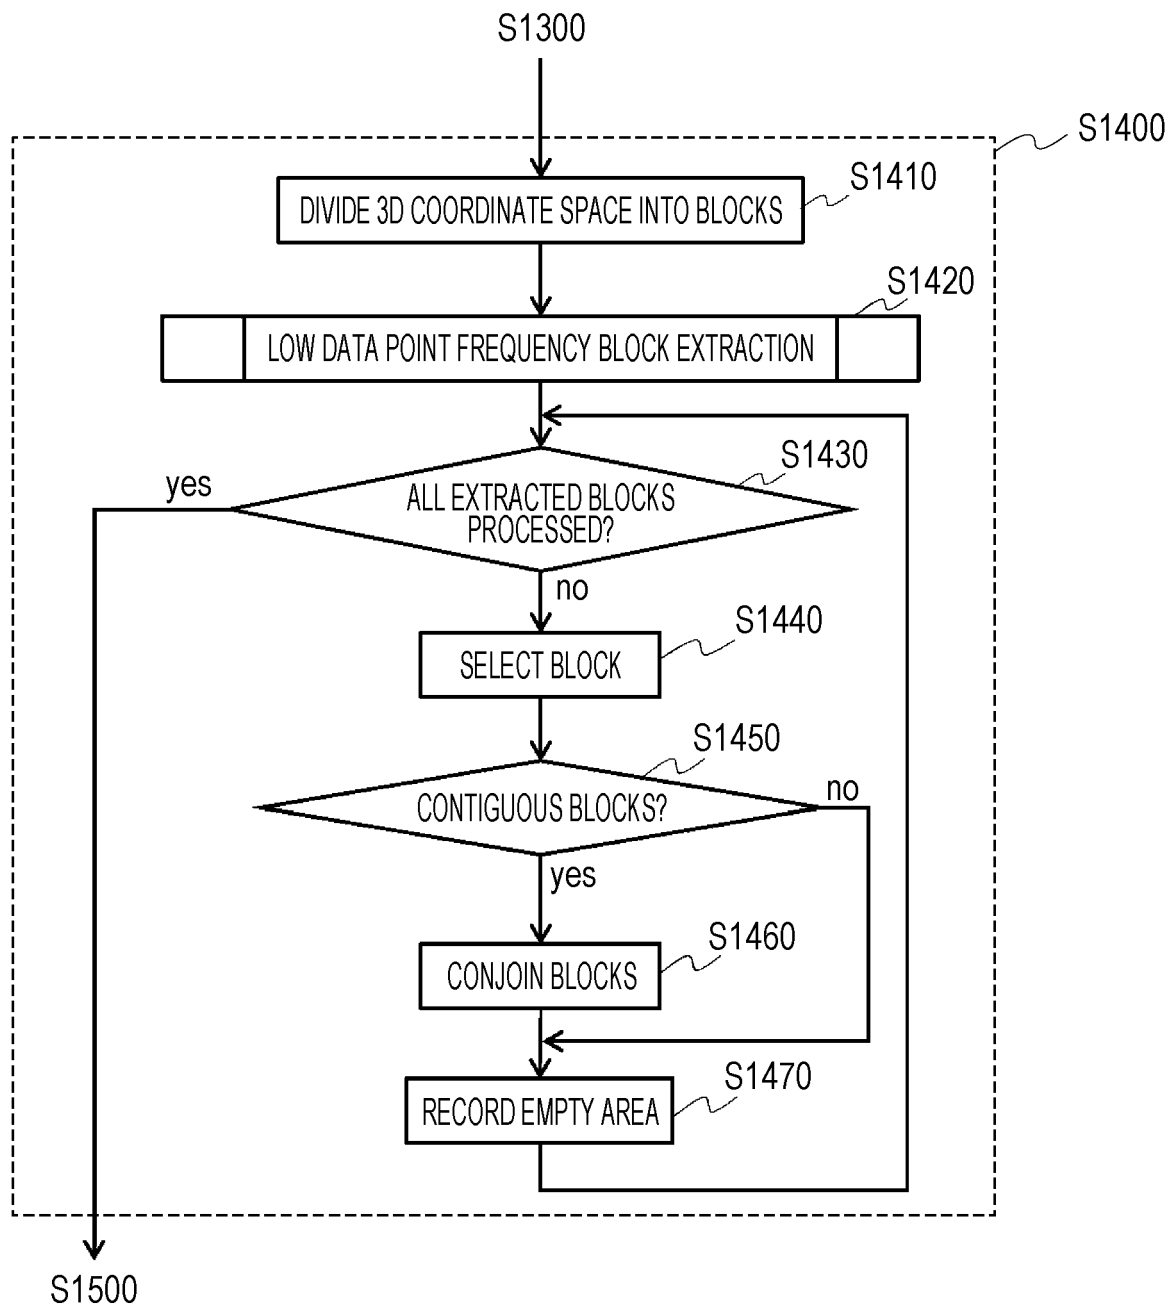 S1300
S1400
S1410
DIVIDE 3D COORDINATE SPACE INTO BLOCKS
S1420
LOW DATA POINT FREQUENCY BLOCK EXTRACTION
S1430
yes
ALL EXTRACTED BLOCKS
PROCESSED?
no
S1440
SELECT BLOCK
S1450
no
CONTIGUOUS BLOCKS?
yes
S1460
CONJOIN BLOCKS
S1470
RECORD EMPTY AREA
S1500